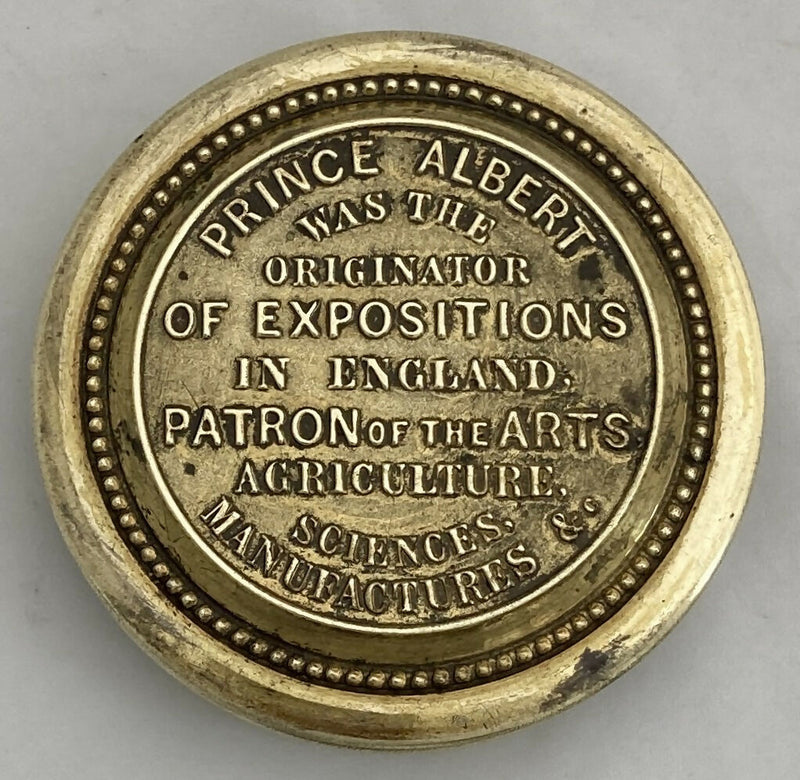 PRINCE ALBERT
WAS THE
ORIGINATOR
OF EXPOSITIONS
IN ENGLAND,
PATRON OF THE ARTS
AGRICULTURE,
SCIENCES,
MANUFACTURES &c